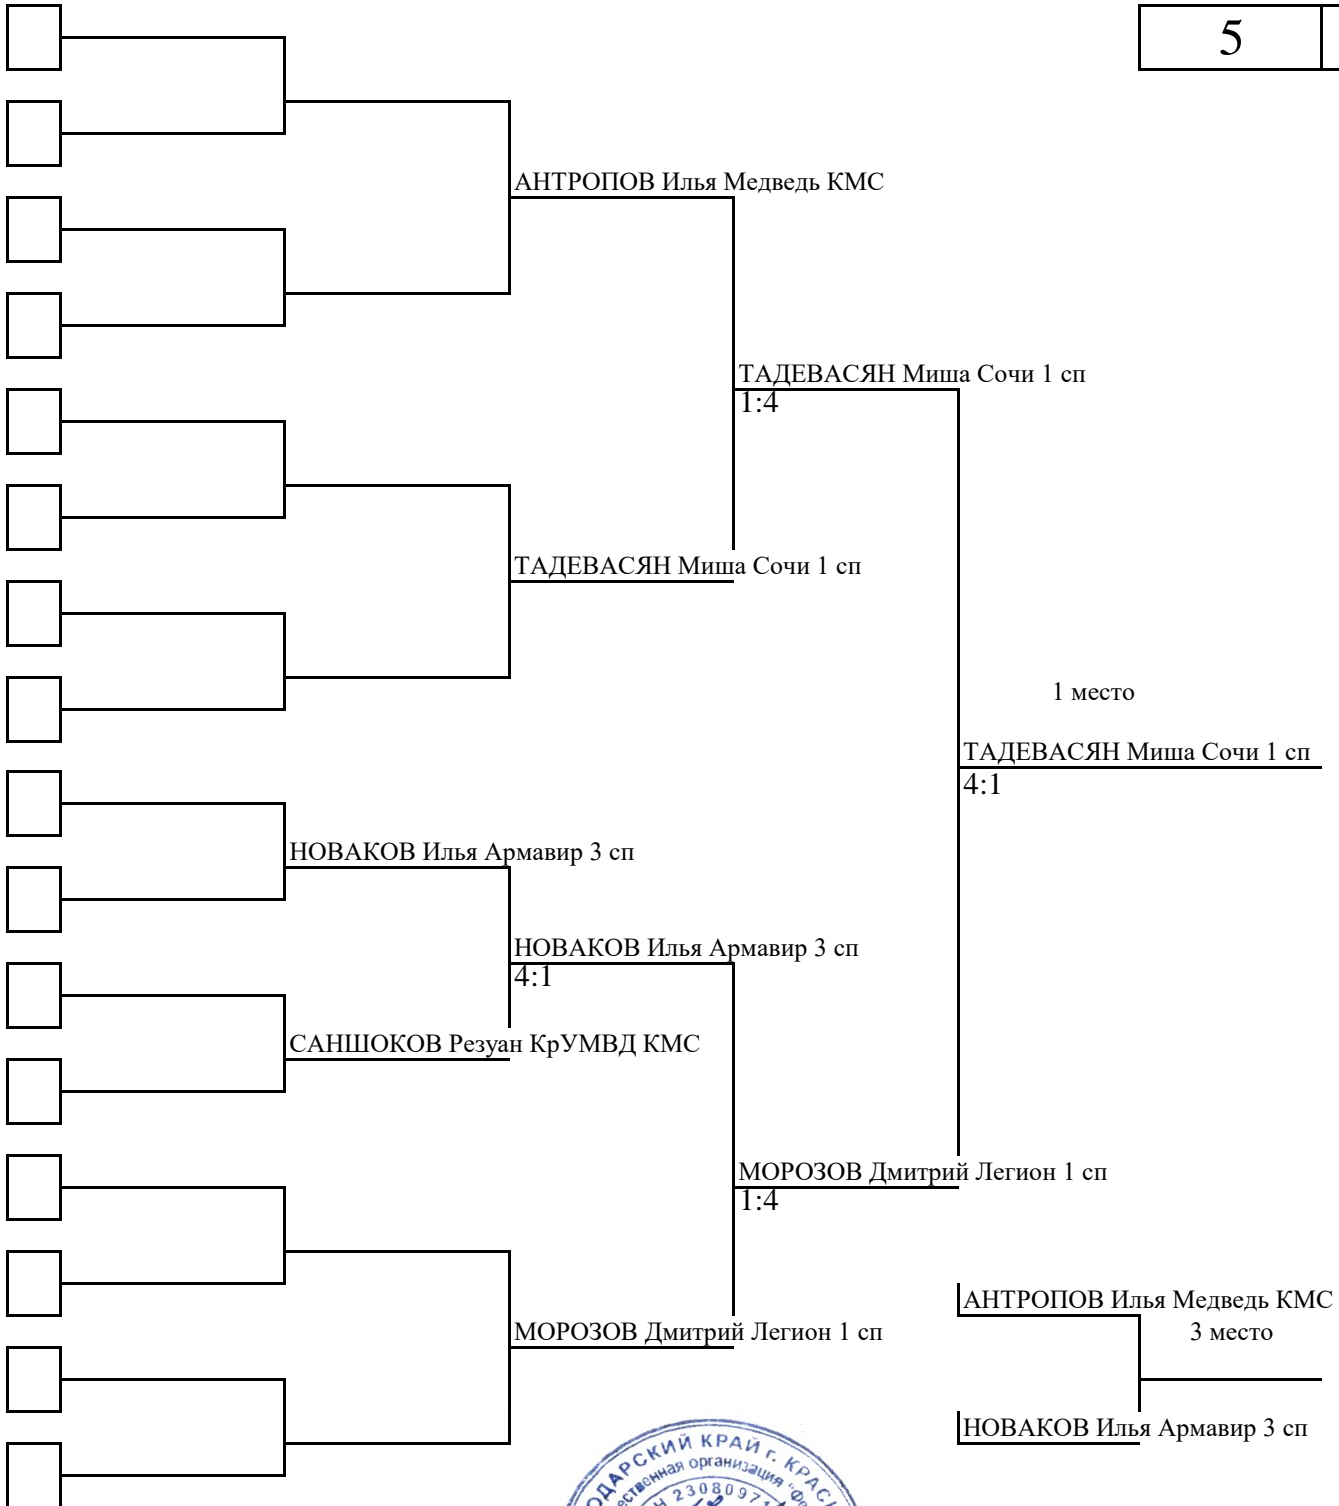 5
АНТРОПОВ Илья Медведь КМС
ТАДЕВАСЯН Миша Сочи 1 сп
1:4
ТАДЕВАСЯН Миша Сочи 1 сп
1 место
ТАДЕВАСЯН Миша Сочи 1 сп
4:1
НОВАКОВ Илья Армавир 3 сп
НОВАКОВ Илья Армавир 3 сп
4:1
САНШОКОВ Резуан КрУМВД КМС
МОРОЗОВ Дмитрий Легион 1 сп
1:4
АНТРОПОВ Илья Медведь КМС
3 место
МОРОЗОВ Дмитрий Легион 1 сп
НОВАКОВ Илья Армавир 3 сп
КРАЙ г.
организация